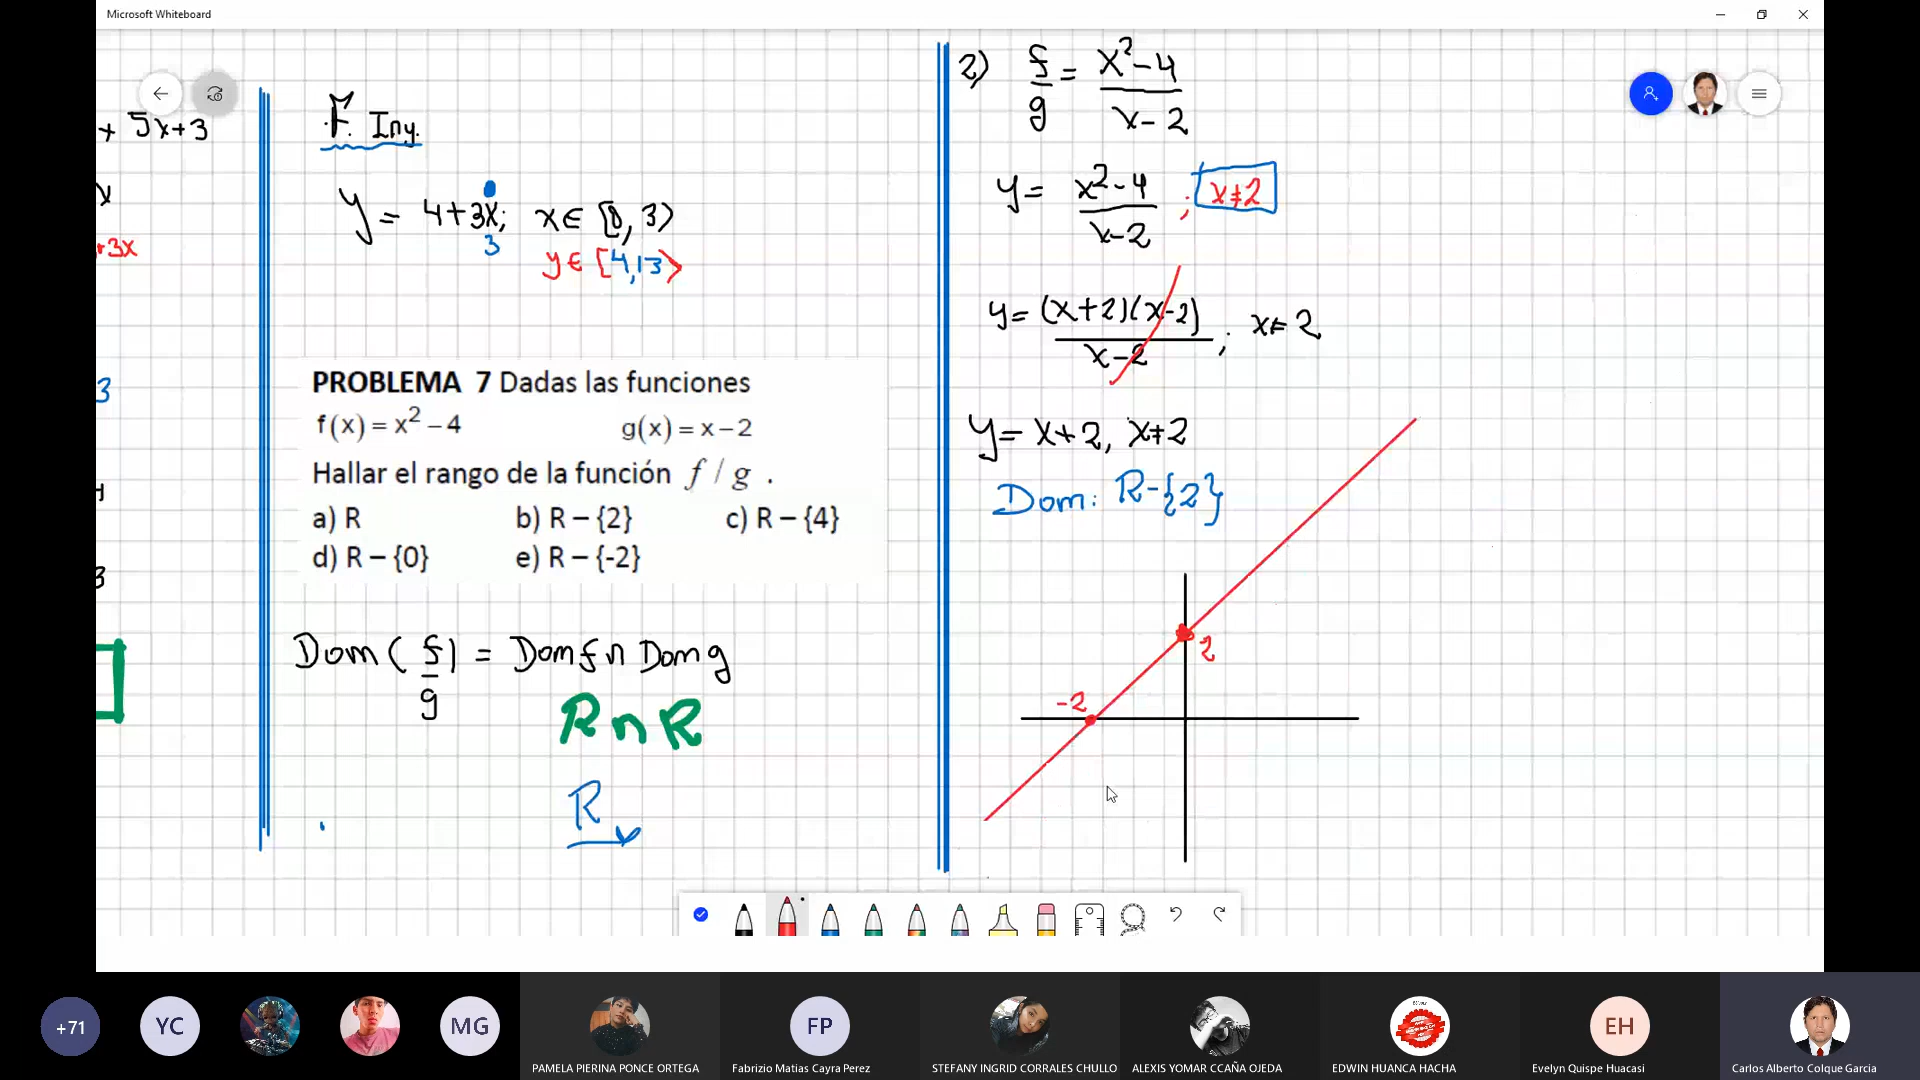 Microsoft Whiteboard
+ 5x+3
x
+3x
3
4
3
F. Iny.
y = 4+3x; x ∈ [0, 3⟩
0
3
y ∈ [4,13⟩
PROBLEMA 7 Dadas las funciones
f(x) = x² – 4 g(x) = x – 2
Hallar el rango de la función f / g .
a) R b) R – {2} c) R – {4}
d) R – {0} e) R – {-2}
Dom( f/g ) = Dom f ∩ Dom g
R ∩ R
R
2) f/g = x²-4 / x-2
y = x²-4 / x-2 ; x≠2
y = (x+2)(x-2) / x-2 ; x≠2
y = x+2, x≠2
Dom: R-{2}
2
-2
+71
YC
MG
PAMELA PIERINA PONCE ORTEGA
FP
Fabrizio Matias Cayra Perez
STEFANY INGRID CORRALES CHULLO
ALEXIS YOMAR CCAÑA OJEDA
EDWIN HUANCA HACHA
EH
Evelyn Quispe Huacasi
Carlos Alberto Colque Garcia